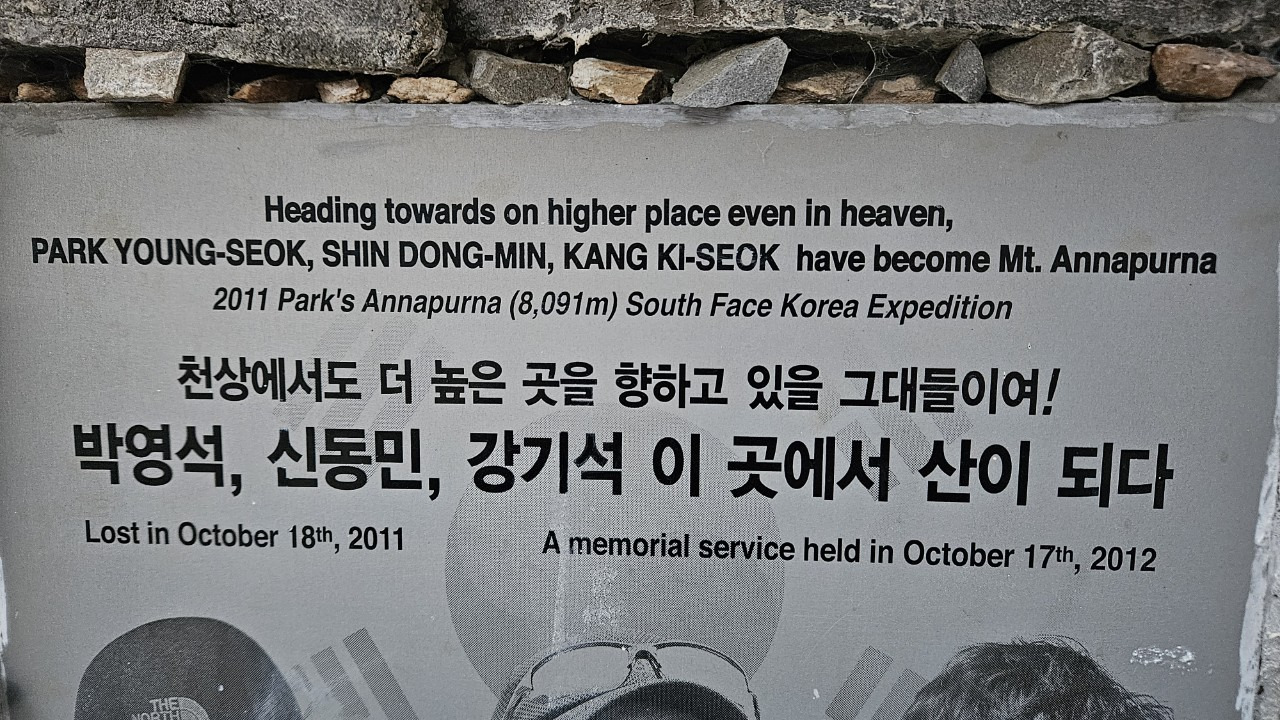 Heading towards on higher place even in heaven,
PARK YOUNG-SEOK, SHIN DONG-MIN, KANG KI-SEOK have become Mt. Annapurna
2011 Park's Annapurna (8,091m) South Face Korea Expedition
천상에서도 더 높은 곳을 향하고 있을 그대들이여!
박영석, 신동민, 강기석 이 곳에서 산이 되다
Lost in October 18th, 2011
A memorial service held in October 17th, 2012
THE
NORTH